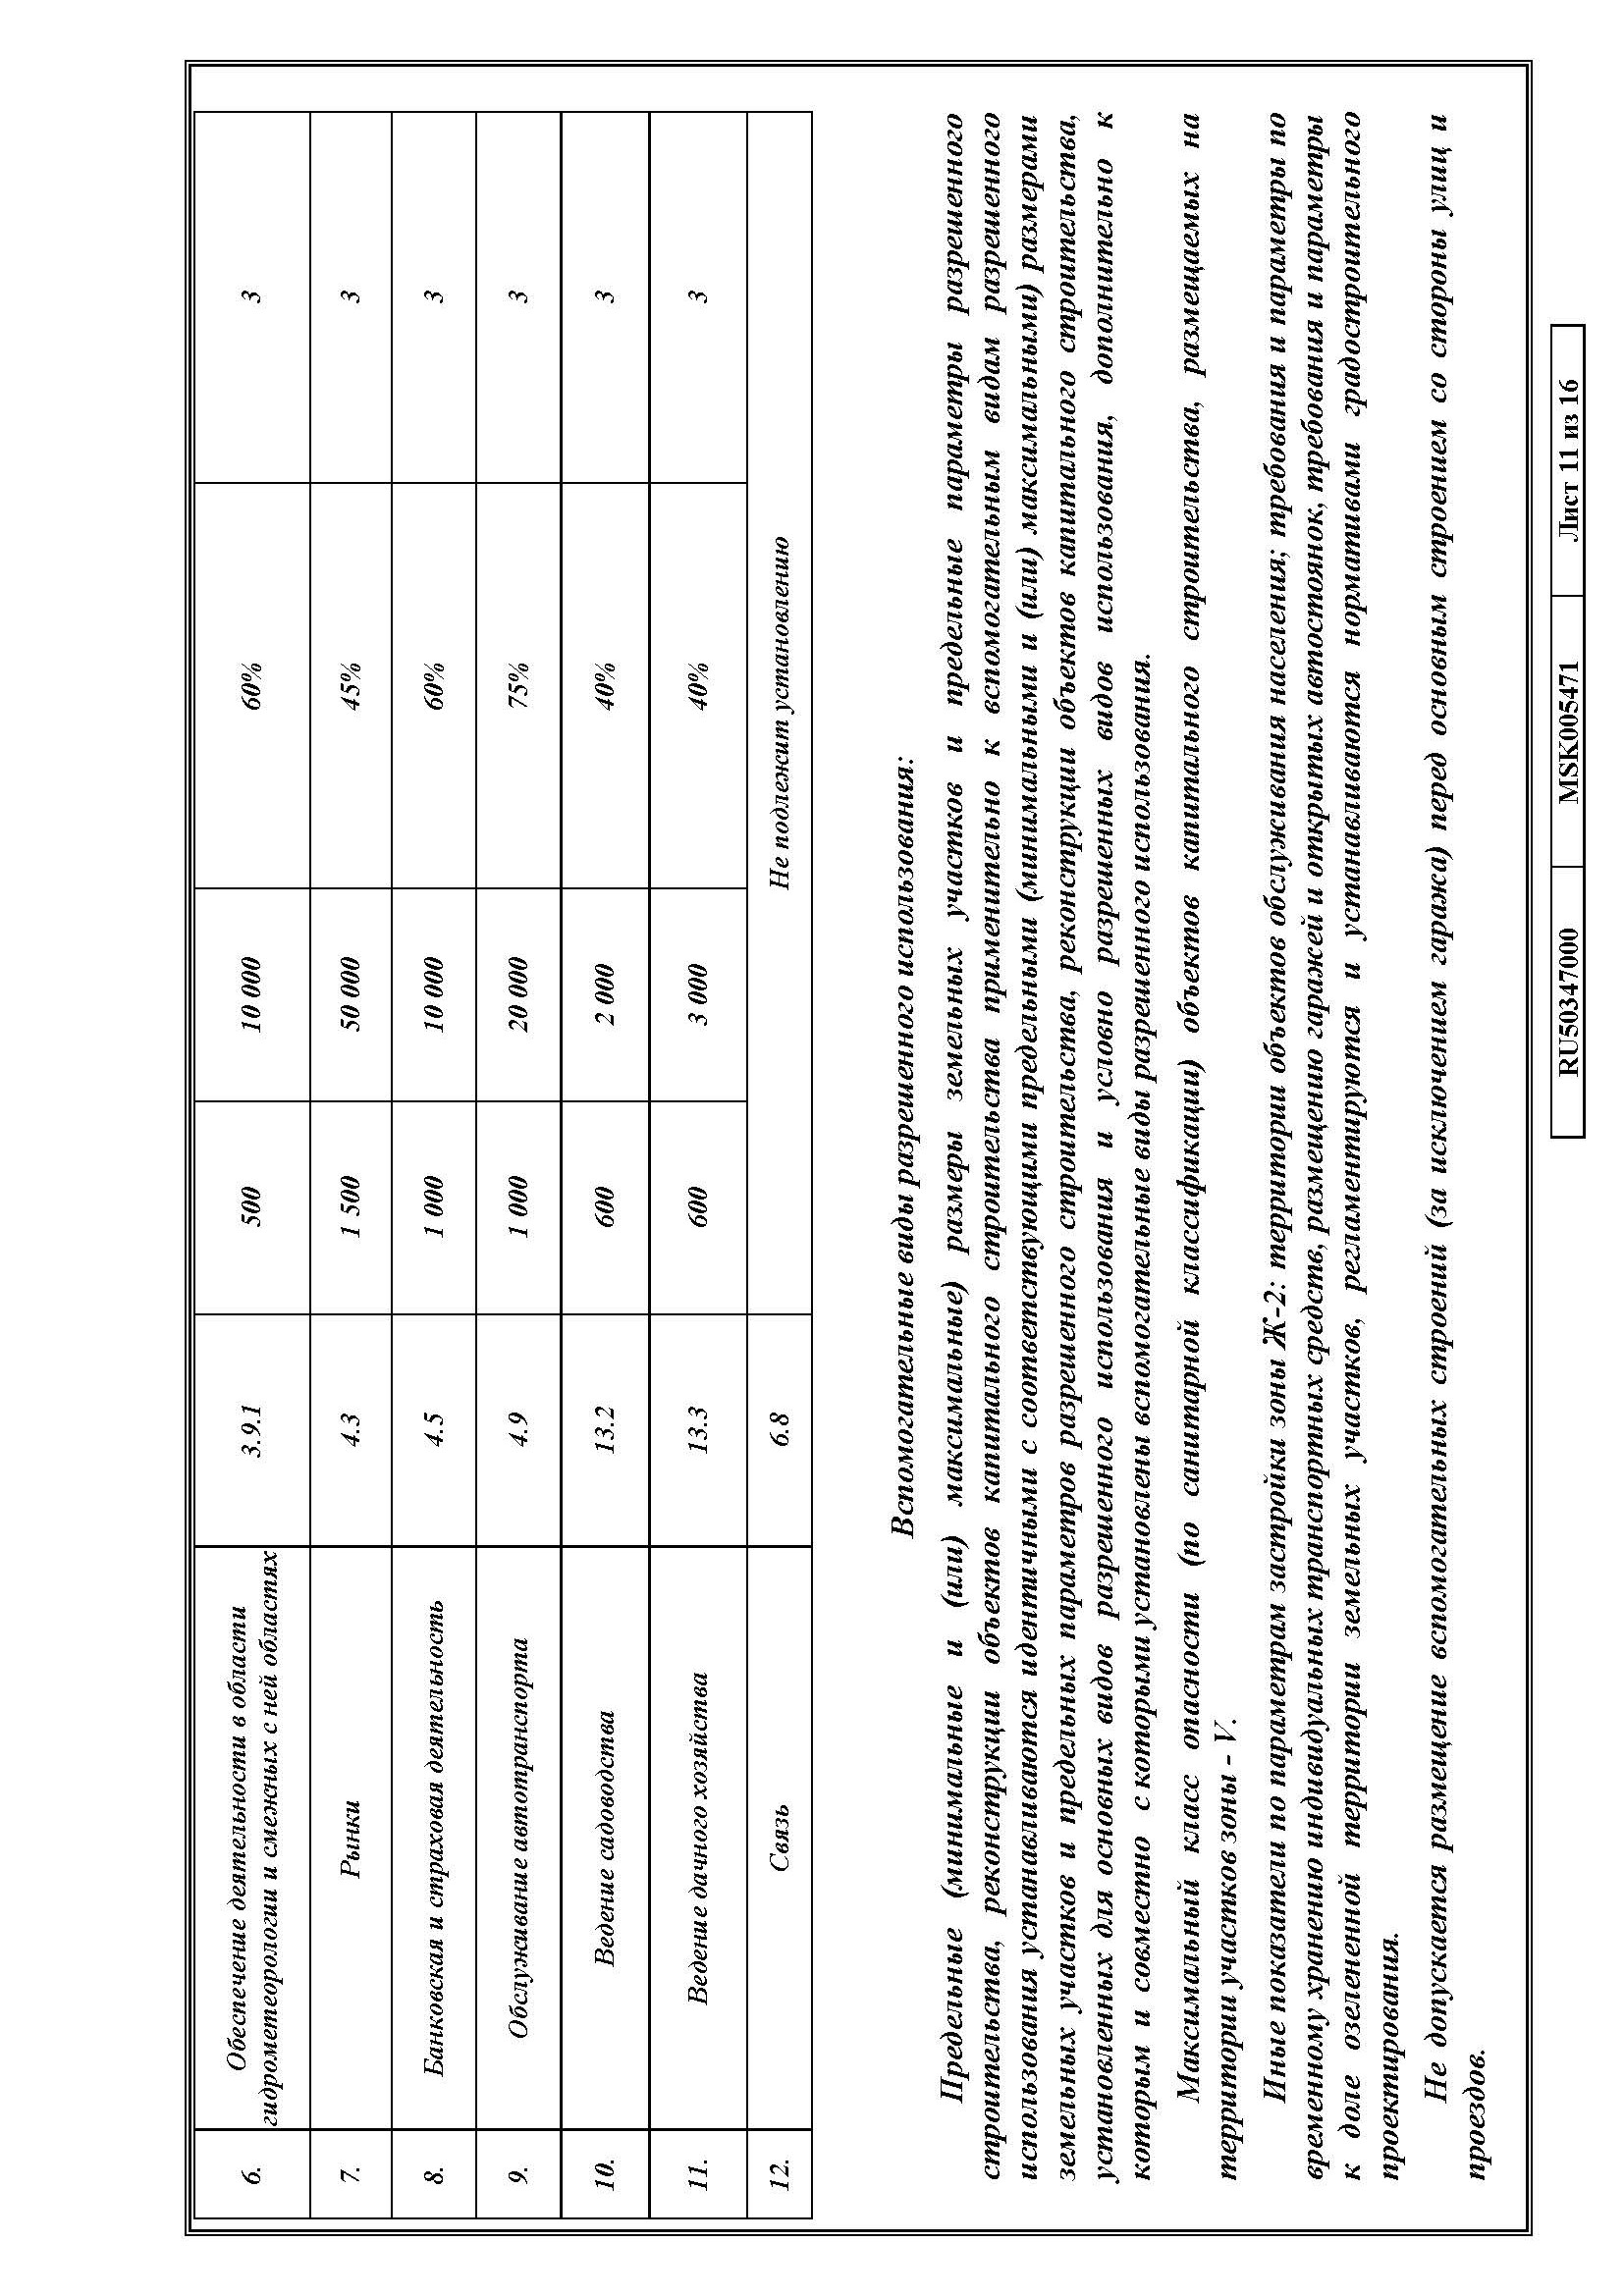 6. Обеспечение деятельности в области 3.9.1 500 10 000 60% 3
гидрометеорологии и смежных с ней областях
7. Рынки 4.3 1 500 50 000 45% 3
8. Банковская и страховая деятельность 4.5 1 000 10 000 60% 3
9. Обслуживание автотранспорта 4.9 1 000 20 000 75% 3
10. Ведение садоводства 13.2 600 2 000 40% 3
11. Ведение дачного хозяйства 13.3 600 3 000 40% 3
12. Связь 6.8 Не подлежит установлению
Вспомогательные виды разрешенного использования:
Предельные (минимальные и (или) максимальные) размеры земельных участков и предельные параметры разрешенного
строительства, реконструкции объектов капитального строительства применительно к вспомогательным видам разрешенного
использования устанавливаются идентичными с соответствующими предельными (минимальными и (или) максимальными) размерами
земельных участков и предельных параметров разрешенного строительства, реконструкции объектов капитального строительства,
установленных для основных видов разрешенного использования и условно разрешенных видов использования, дополнительно к
которым и совместно с которыми установлены вспомогательные виды разрешенного использования.
Максимальный класс опасности (по санитарной классификации) объектов капитального строительства, размещаемых на
территории участков зоны - V.
Иные показатели по параметрам застройки зоны Ж-2: территории объектов обслуживания населения; требования и параметры по
временному хранению индивидуальных транспортных средств, размещению гаражей и открытых автостоянок, требования и параметры
к доле озелененной территории земельных участков, регламентируются и устанавливаются нормативами градостроительного
проектирования.
Не допускается размещение вспомогательных строений (за исключением гаража) перед основным строением со стороны улиц и
проездов.
RU50347000 MSK005471 Лист 11 из 16